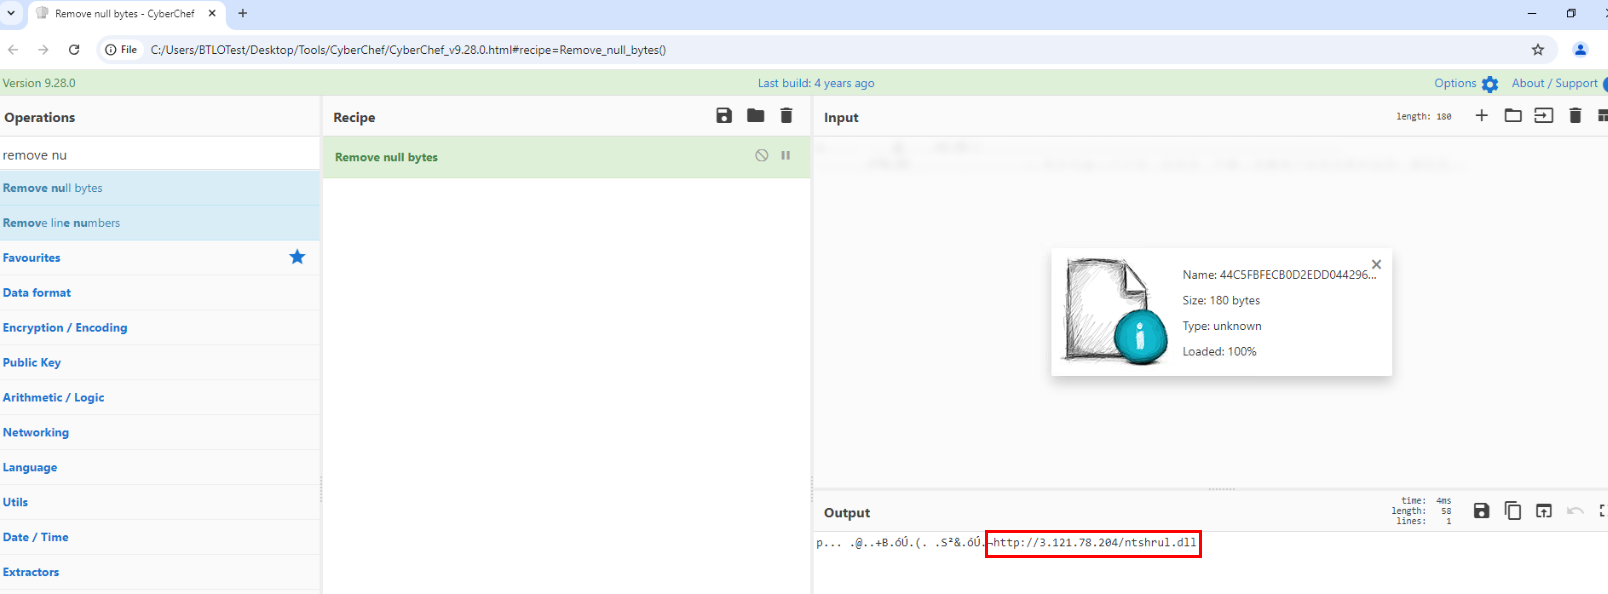 Remove null bytes - CyberChef
File C:/Users/BTLOTest/Desktop/Tools/CyberChef/CyberChef_v9.28.0.html#recipe=Remove_null_bytes()
Version 9.28.0
Last build: 4 years ago
Options
About / Support
Operations
remove nu
Remove null bytes
Remove line numbers
Favourites
Data format
Encryption / Encoding
Public Key
Arithmetic / Logic
Networking
Language
Utils
Date / Time
Extractors
Recipe
Remove null bytes
Input
length: 180
Name: 44C5FBFECB0D2EDD044296...
Size: 180 bytes
Type: unknown
Loaded: 100%
Output
time: 4ms
length: 58
lines: 1
p... .@..+B.óÚ.(. .S²&.óÚ.¬http://3.121.78.204/ntshrul.dll